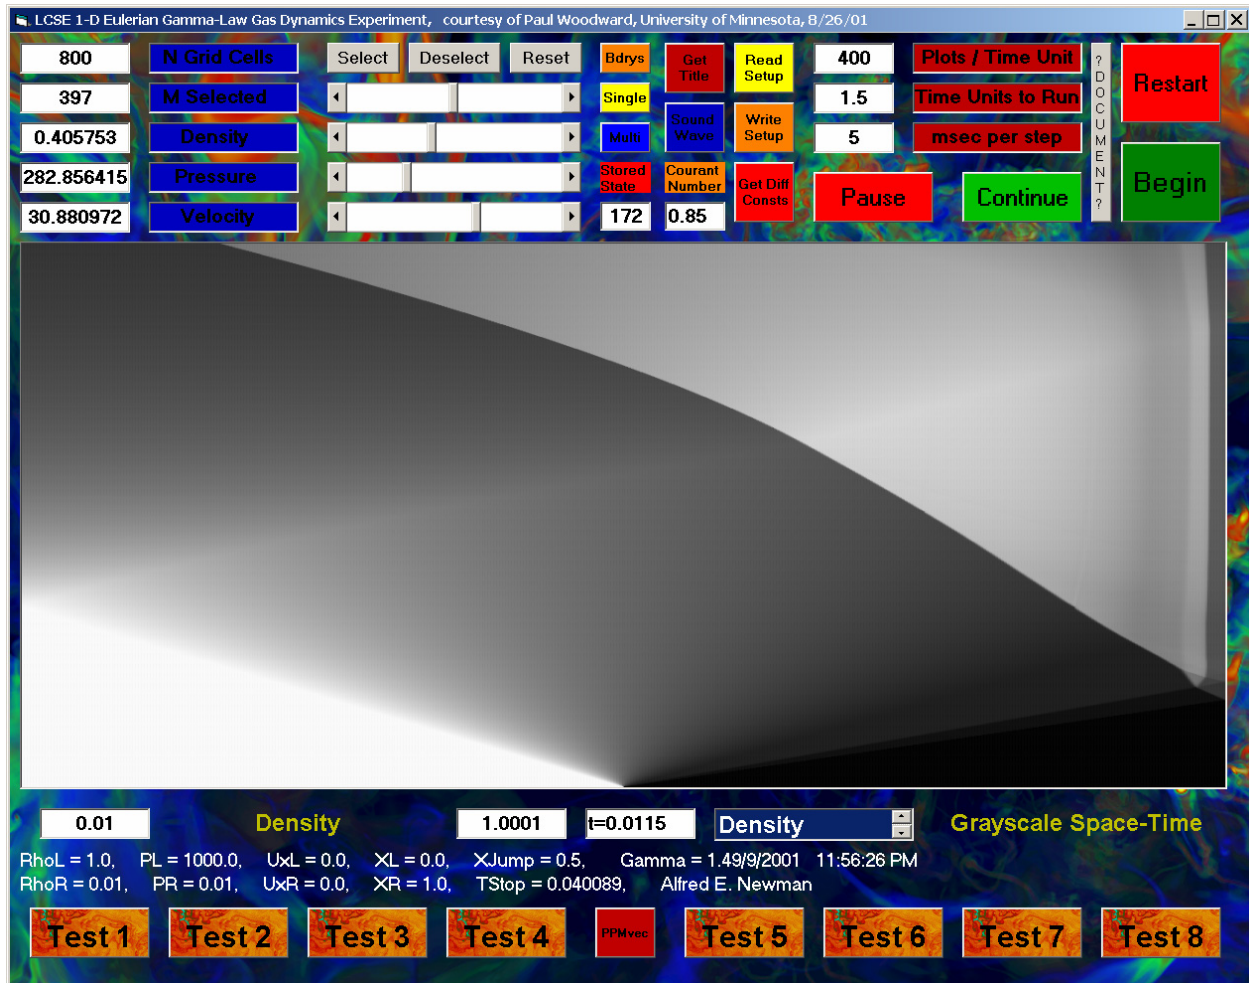 LCSE 1-D Eulerian Gamma-Law Gas Dynamics Experiment, courtesy of Paul Woodward, University of Minnesota, 8/26/01
800 N Grid Cells Select Deselect Reset Bdrys Get Title Read Setup 400 Plots / Time Unit ? DOCUMENT? Restart
397 M Selected Single 1.5 Time Units to Run
0.405753 Density Multi Sound Wave Write Setup 5 msec per step
282.856415 Pressure Stored State Courant Number Get Diff Consts Pause Continue Begin
30.880972 Velocity 172 0.85
0.01 Density 1.0001 t=0.0115 Density Grayscale Space-Time
RhoL = 1.0, PL = 1000.0, UxL = 0.0, XL = 0.0, XJump = 0.5, Gamma = 1.49/9/2001 11:56:26 PM
RhoR = 0.01, PR = 0.01, UxR = 0.0, XR = 1.0, TStop = 0.040089, Alfred E. Newman
Test 1 Test 2 Test 3 Test 4 PPMvec Test 5 Test 6 Test 7 Test 8